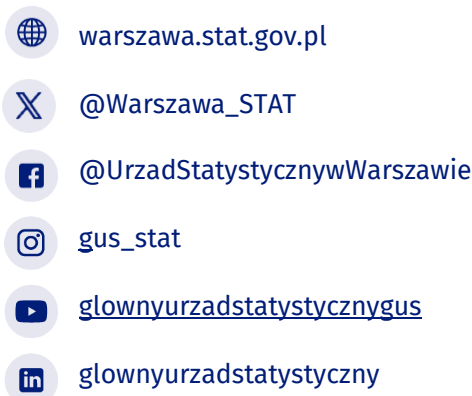 warszawa.stat.gov.pl
@Warszawa_STAT
@UrzadStatystycznywWarszawie
gus_stat
glownyurzadstatystycznygus
glownyurzadstatystyczny